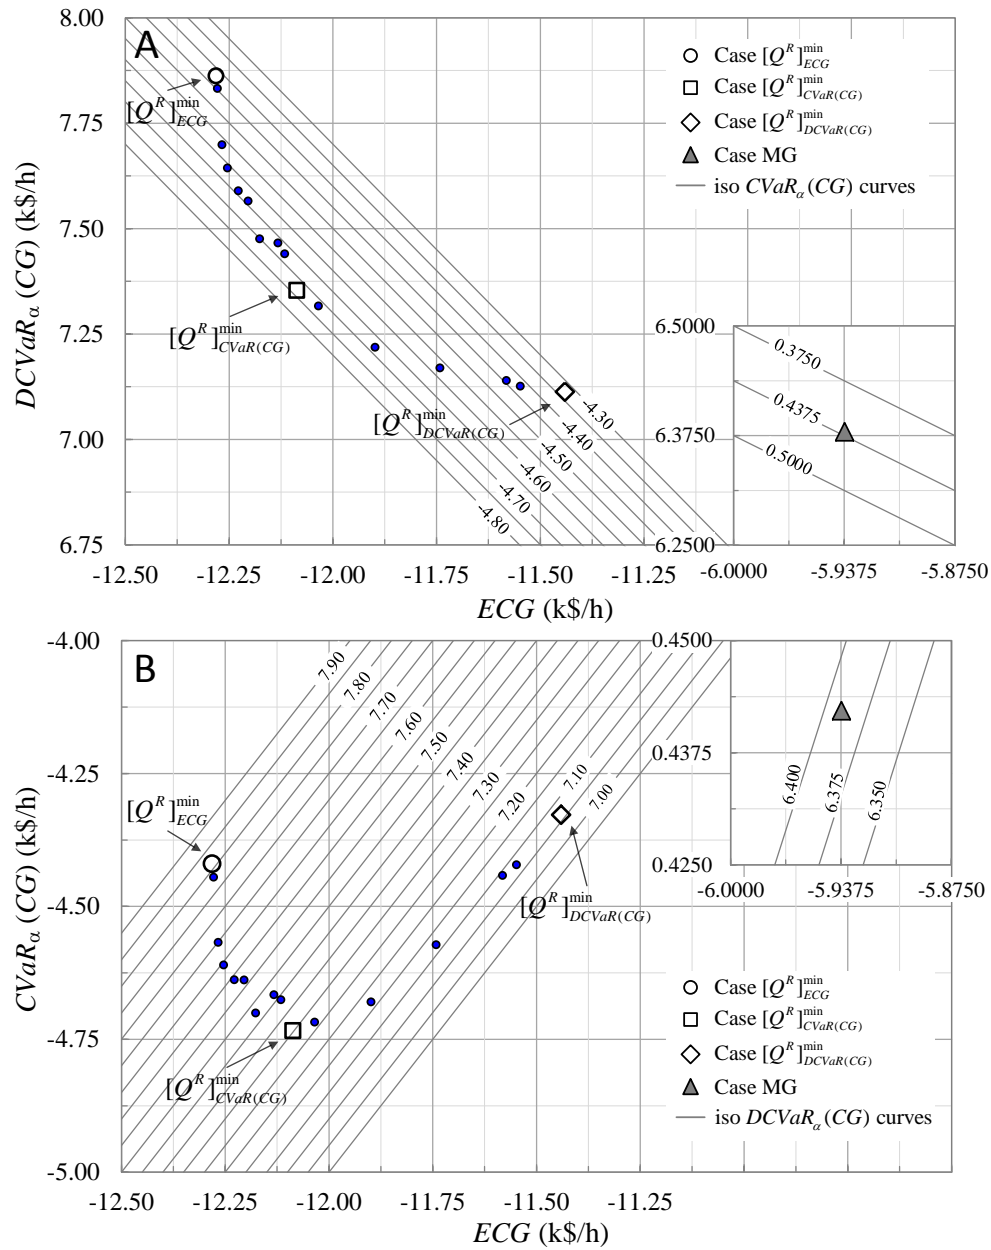 A
8.00
7.75
7.50
7.25
7.00
6.75
DCVaR_α (CG) (k$/h)
[Q^R]^min_ECG
[Q^R]^min_CVaR(CG)
[Q^R]^min_DCVaR(CG)
Case [Q^R]^min_ECG
Case [Q^R]^min_CVaR(CG)
Case [Q^R]^min_DCVaR(CG)
Case MG
iso CVaR_α(CG) curves
-4.30
-4.40
-4.50
-4.60
-4.70
-4.80
6.5000
6.3750
6.2500
0.3750
0.4375
0.5000
-12.50 -12.25 -12.00 -11.75 -11.50 -11.25 -6.0000 -5.9375 -5.8750
ECG (k$/h)
B
-4.00
-4.25
-4.50
-4.75
-5.00
CVaR_α (CG) (k$/h)
7.90
7.80
7.70
7.60
7.50
7.40
7.30
7.20
7.10
7.00
0.4500
0.4375
0.4250
6.400
6.375
6.350
-6.0000 -5.9375 -5.8750
[Q^R]^min_ECG
[Q^R]^min_DCVaR(CG)
[Q^R]^min_CVaR(CG)
Case [Q^R]^min_ECG
Case [Q^R]^min_CVaR(CG)
Case [Q^R]^min_DCVaR(CG)
Case MG
iso DCVaR_α(CG) curves
-12.50 -12.25 -12.00 -11.75 -11.50 -11.25
ECG (k$/h)